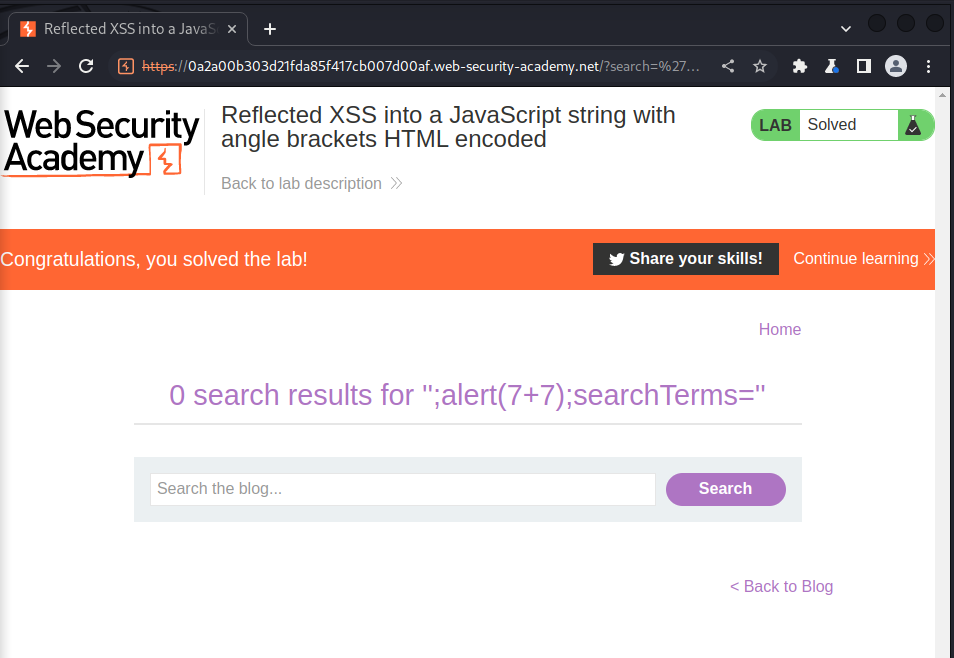 Reflected XSS into a JavaS
https://0a2a00b303d21fda85f417cb007d00af.web-security-academy.net/?search=%27...
Web Security
Academy
Reflected XSS into a JavaScript string with
angle brackets HTML encoded
Back to lab description
LAB Solved
Congratulations, you solved the lab!
Share your skills!
Continue learning
Home
0 search results for '';alert(7+7);searchTerms=''
Search the blog...
Search
< Back to Blog